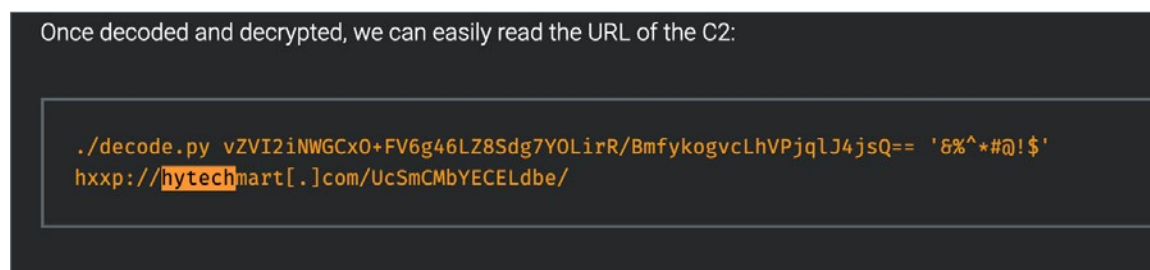 Once decoded and decrypted, we can easily read the URL of the C2:
./decode.py vZVI2iNWGCxO+FV6g46LZ8Sdg7YOLirR/BmfykogvcLhVPjqlJ4jsQ== '&%^*#@!$'
hxxp://hytechmart[.]com/UcSmCMbYECELdbe/